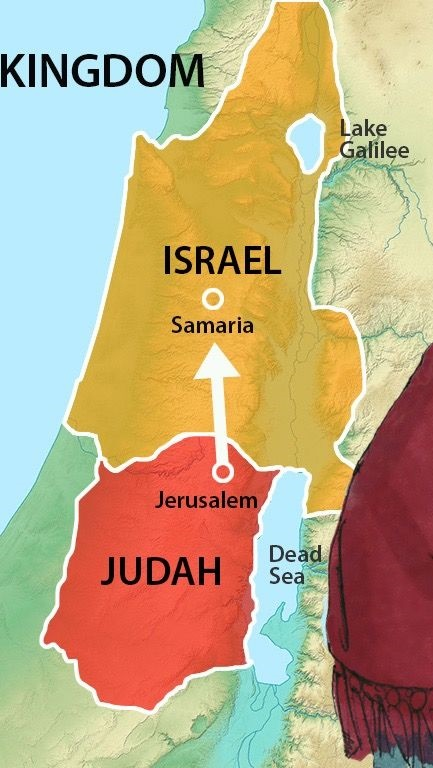 KINGDOM
Lake
Galilee
ISRAEL
Samaria
Jerusalem
JUDAH
Dead
Sea